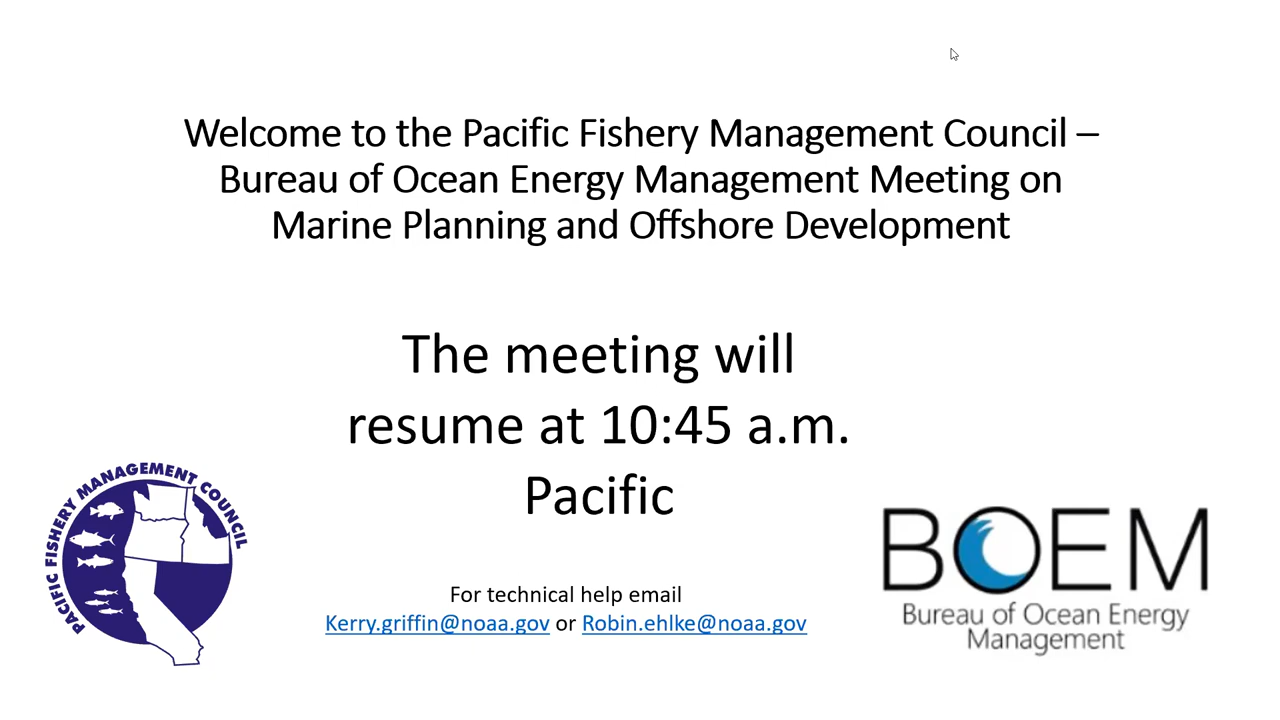 Welcome to the Pacific Fishery Management Council –
Bureau of Ocean Energy Management Meeting on
Marine Planning and Offshore Development
The meeting will
resume at 10:45 a.m.
Pacific
PACIFIC FISHERY MANAGEMENT COUNCIL
BOEM
Bureau of Ocean Energy
Management
For technical help email
Kerry.griffin@noaa.gov or Robin.ehlke@noaa.gov